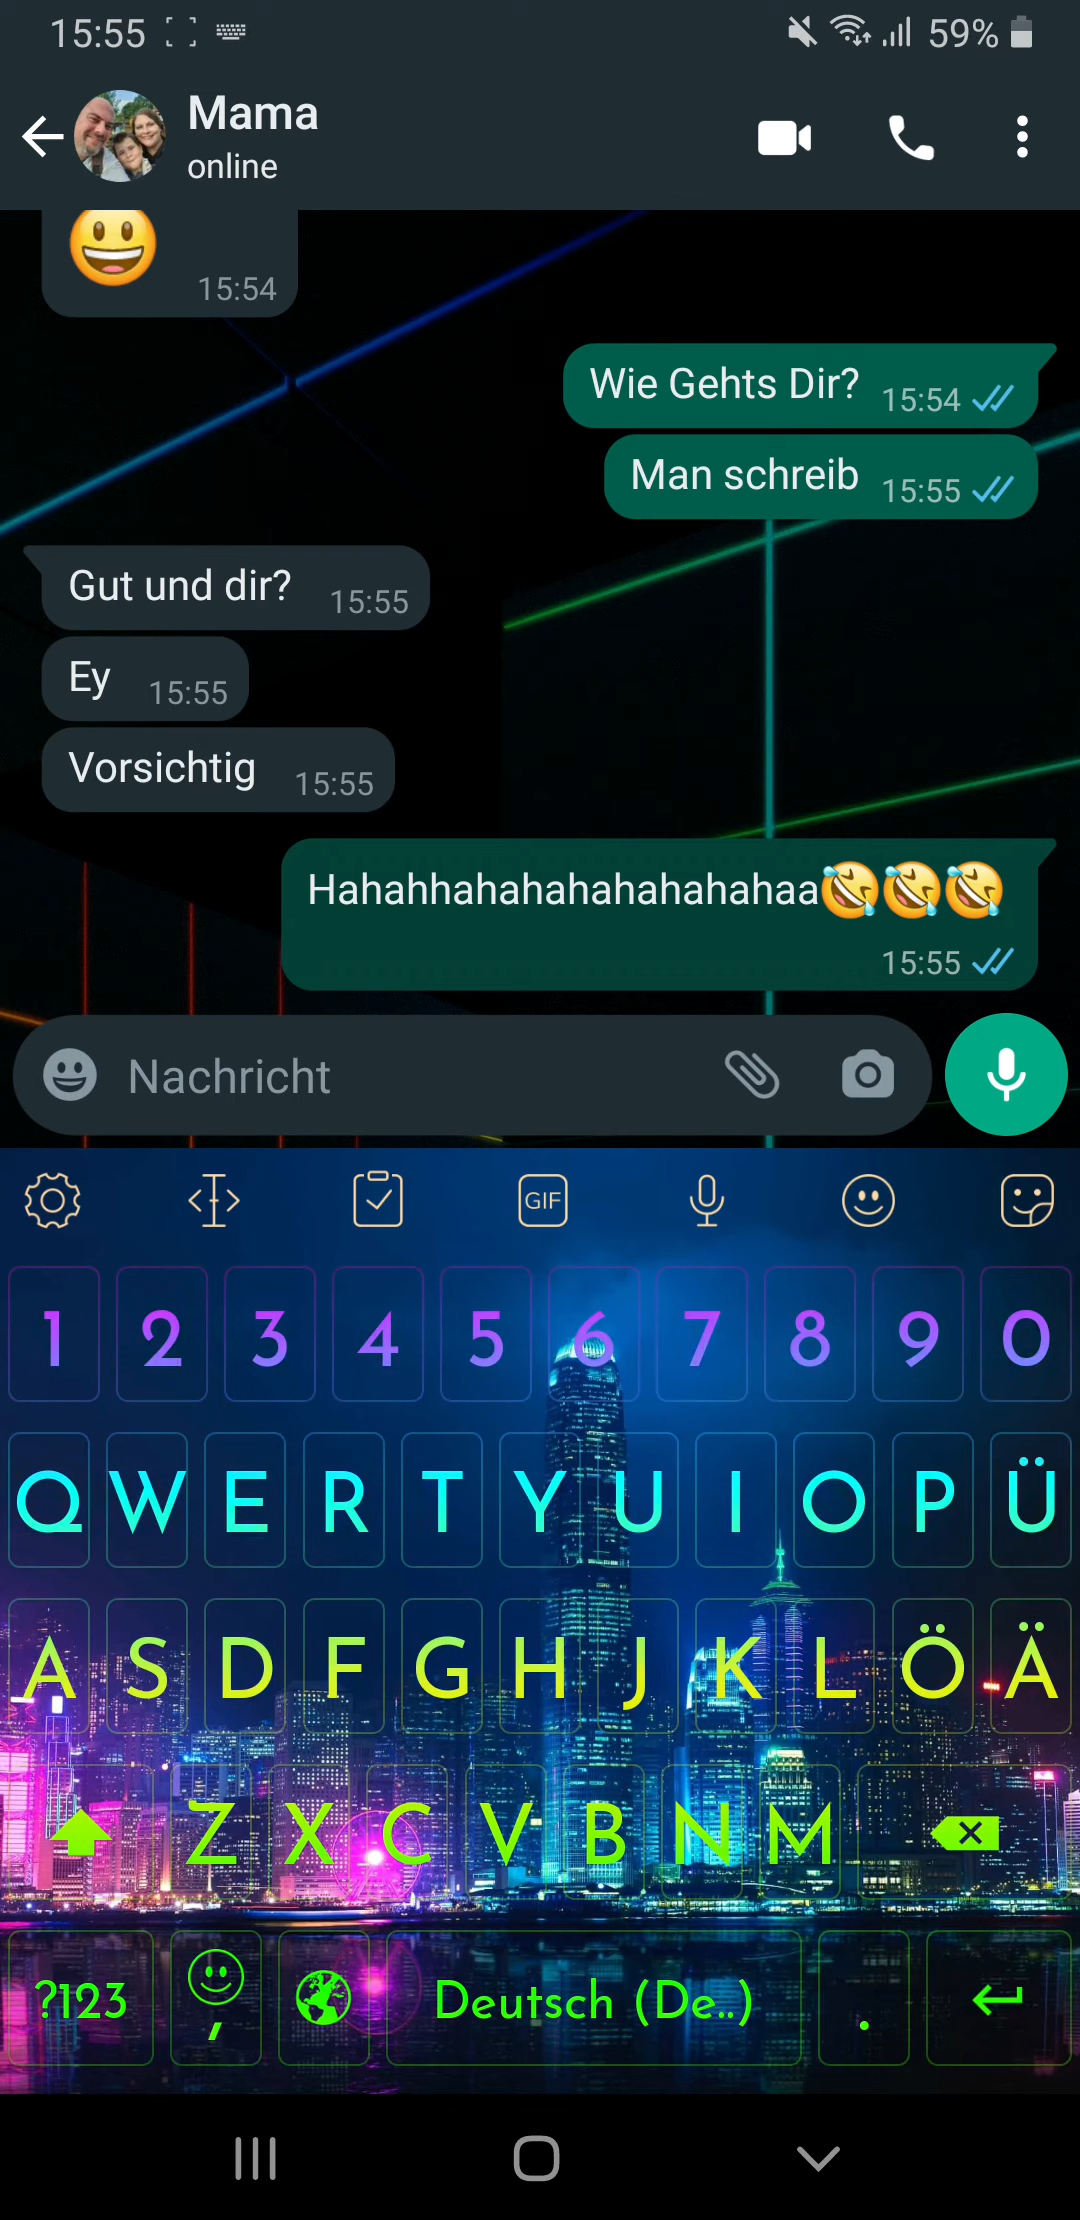 15:55 59%
Mama
online
😃 15:54
Wie Gehts Dir? 15:54
Man schreib 15:55
Gut und dir? 15:55
Ey 15:55
Vorsichtig 15:55
Hahahhahahahahahahahaa🤣🤣🤣
15:55
Nachricht
GIF
1 2 3 4 5 6 7 8 9 0
Q W E R T Y U I O P Ü
A S D F G H J K L Ö Ä
Z X C V B N M
?123 , Deutsch (De..) .